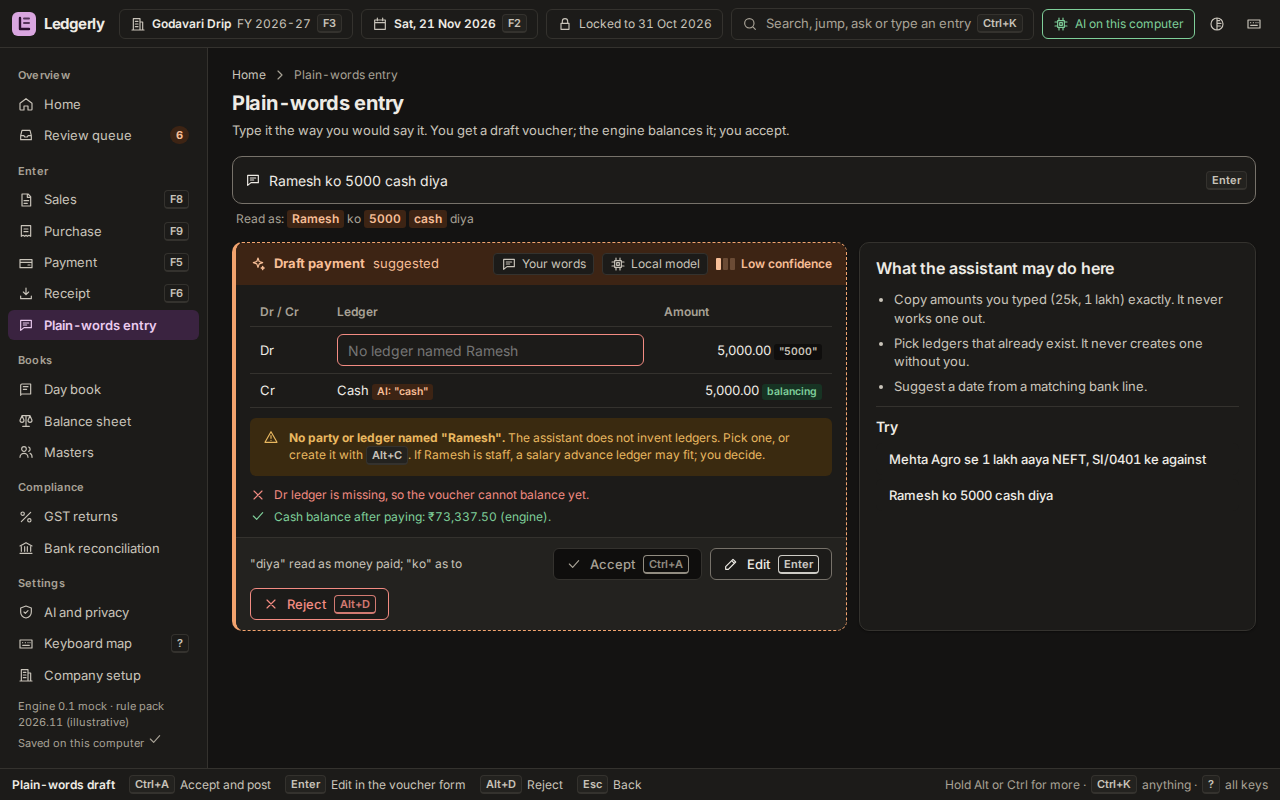 Ledgerly
Godavari Drip FY 2026-27 F3
Sat, 21 Nov 2026 F2
Locked to 31 Oct 2026
Search, jump, ask or type an entry Ctrl+K
AI on this computer
Overview
Home
Review queue 6
Enter
Sales F8
Purchase F9
Payment F5
Receipt F6
Plain-words entry
Books
Day book
Balance sheet
Masters
Compliance
GST returns
Bank reconciliation
Settings
AI and privacy
Keyboard map ?
Company setup
Engine 0.1 mock · rule pack
2026.11 (illustrative)
Saved on this computer
Home > Plain-words entry
Plain-words entry
Type it the way you would say it. You get a draft voucher; the engine balances it; you accept.
Ramesh ko 5000 cash diya Enter
Read as: Ramesh ko 5000 cash diya
Draft payment suggested Your words Local model Low confidence
Dr / Cr Ledger Amount
Dr No ledger named Ramesh 5,000.00 "5000"
Cr Cash AI: "cash" 5,000.00 balancing
No party or ledger named "Ramesh". The assistant does not invent ledgers. Pick one, or
create it with Alt+C. If Ramesh is staff, a salary advance ledger may fit; you decide.
Dr ledger is missing, so the voucher cannot balance yet.
Cash balance after paying: ₹73,337.50 (engine).
"diya" read as money paid; "ko" as to Accept Ctrl+A Edit Enter
Reject Alt+D
What the assistant may do here
• Copy amounts you typed (25k, 1 lakh) exactly. It never
works one out.
• Pick ledgers that already exist. It never creates one
without you.
• Suggest a date from a matching bank line.
Try
Mehta Agro se 1 lakh aaya NEFT, SI/0401 ke against
Ramesh ko 5000 cash diya
Plain-words draft Ctrl+A Accept and post Enter Edit in the voucher form Alt+D Reject Esc Back
Hold Alt or Ctrl for more · Ctrl+K anything · ? all keys